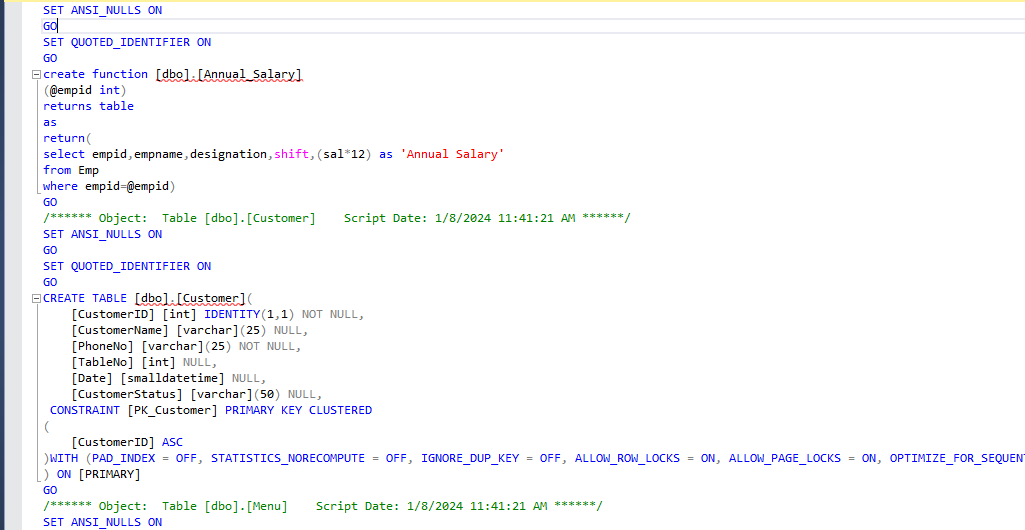 SET ANSI_NULLS ON
GO
SET QUOTED_IDENTIFIER ON
GO
create function [dbo].[Annual_Salary]
(@empid int)
returns table
as
return(
select empid,empname,designation,shift,(sal*12) as 'Annual Salary'
from Emp
where empid=@empid)
GO
/****** Object:  Table [dbo].[Customer]    Script Date: 1/8/2024 11:41:21 AM ******/
SET ANSI_NULLS ON
GO
SET QUOTED_IDENTIFIER ON
GO
CREATE TABLE [dbo].[Customer](
    [CustomerID] [int] IDENTITY(1,1) NOT NULL,
    [CustomerName] [varchar](25) NULL,
    [PhoneNo] [varchar](25) NOT NULL,
    [TableNo] [int] NULL,
    [Date] [smalldatetime] NULL,
    [CustomerStatus] [varchar](50) NULL,
 CONSTRAINT [PK_Customer] PRIMARY KEY CLUSTERED
(
    [CustomerID] ASC
)WITH (PAD_INDEX = OFF, STATISTICS_NORECOMPUTE = OFF, IGNORE_DUP_KEY = OFF, ALLOW_ROW_LOCKS = ON, ALLOW_PAGE_LOCKS = ON, OPTIMIZE_FOR_SEQUENT
) ON [PRIMARY]
GO
/****** Object:  Table [dbo].[Menu]    Script Date: 1/8/2024 11:41:21 AM ******/
SET ANSI_NULLS ON